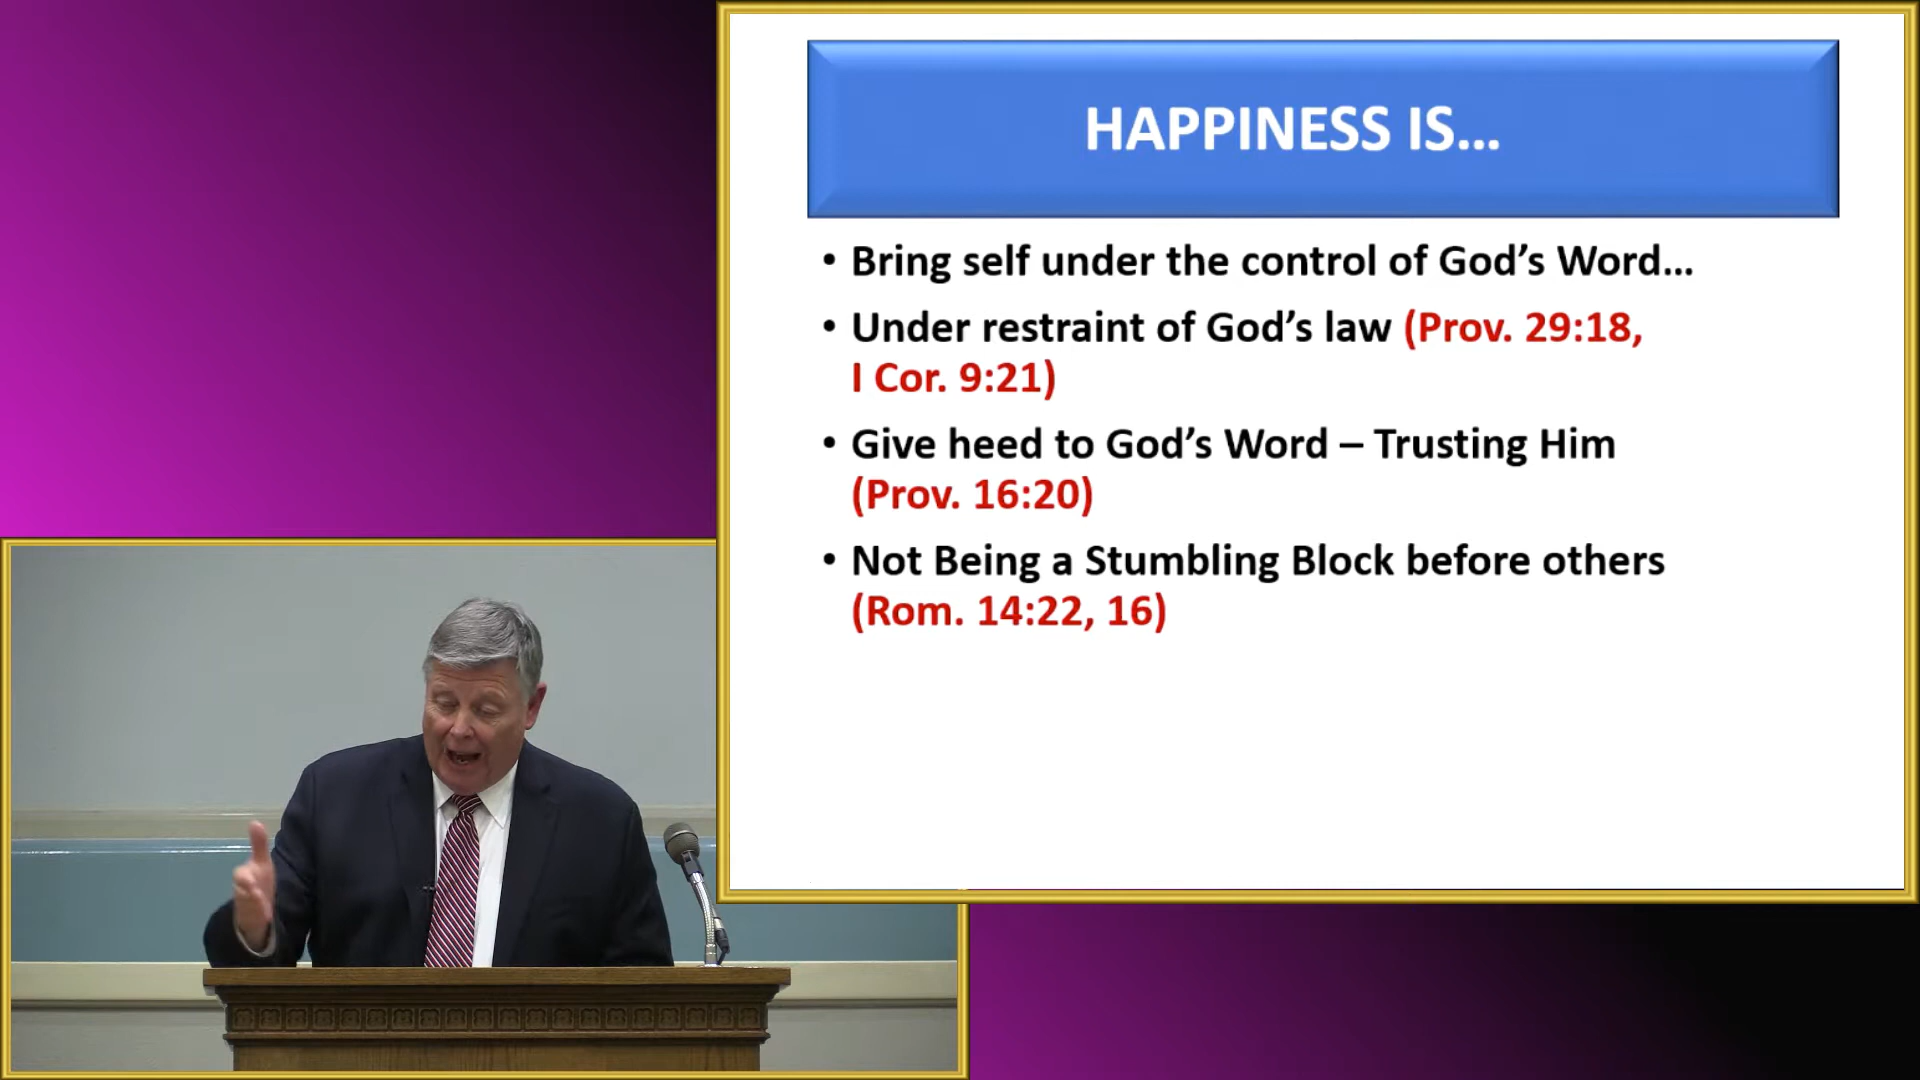 HAPPINESS IS...
• Bring self under the control of God’s Word...
• Under restraint of God’s law (Prov. 29:18,
I Cor. 9:21)
• Give heed to God’s Word – Trusting Him
(Prov. 16:20)
• Not Being a Stumbling Block before others
(Rom. 14:22, 16)